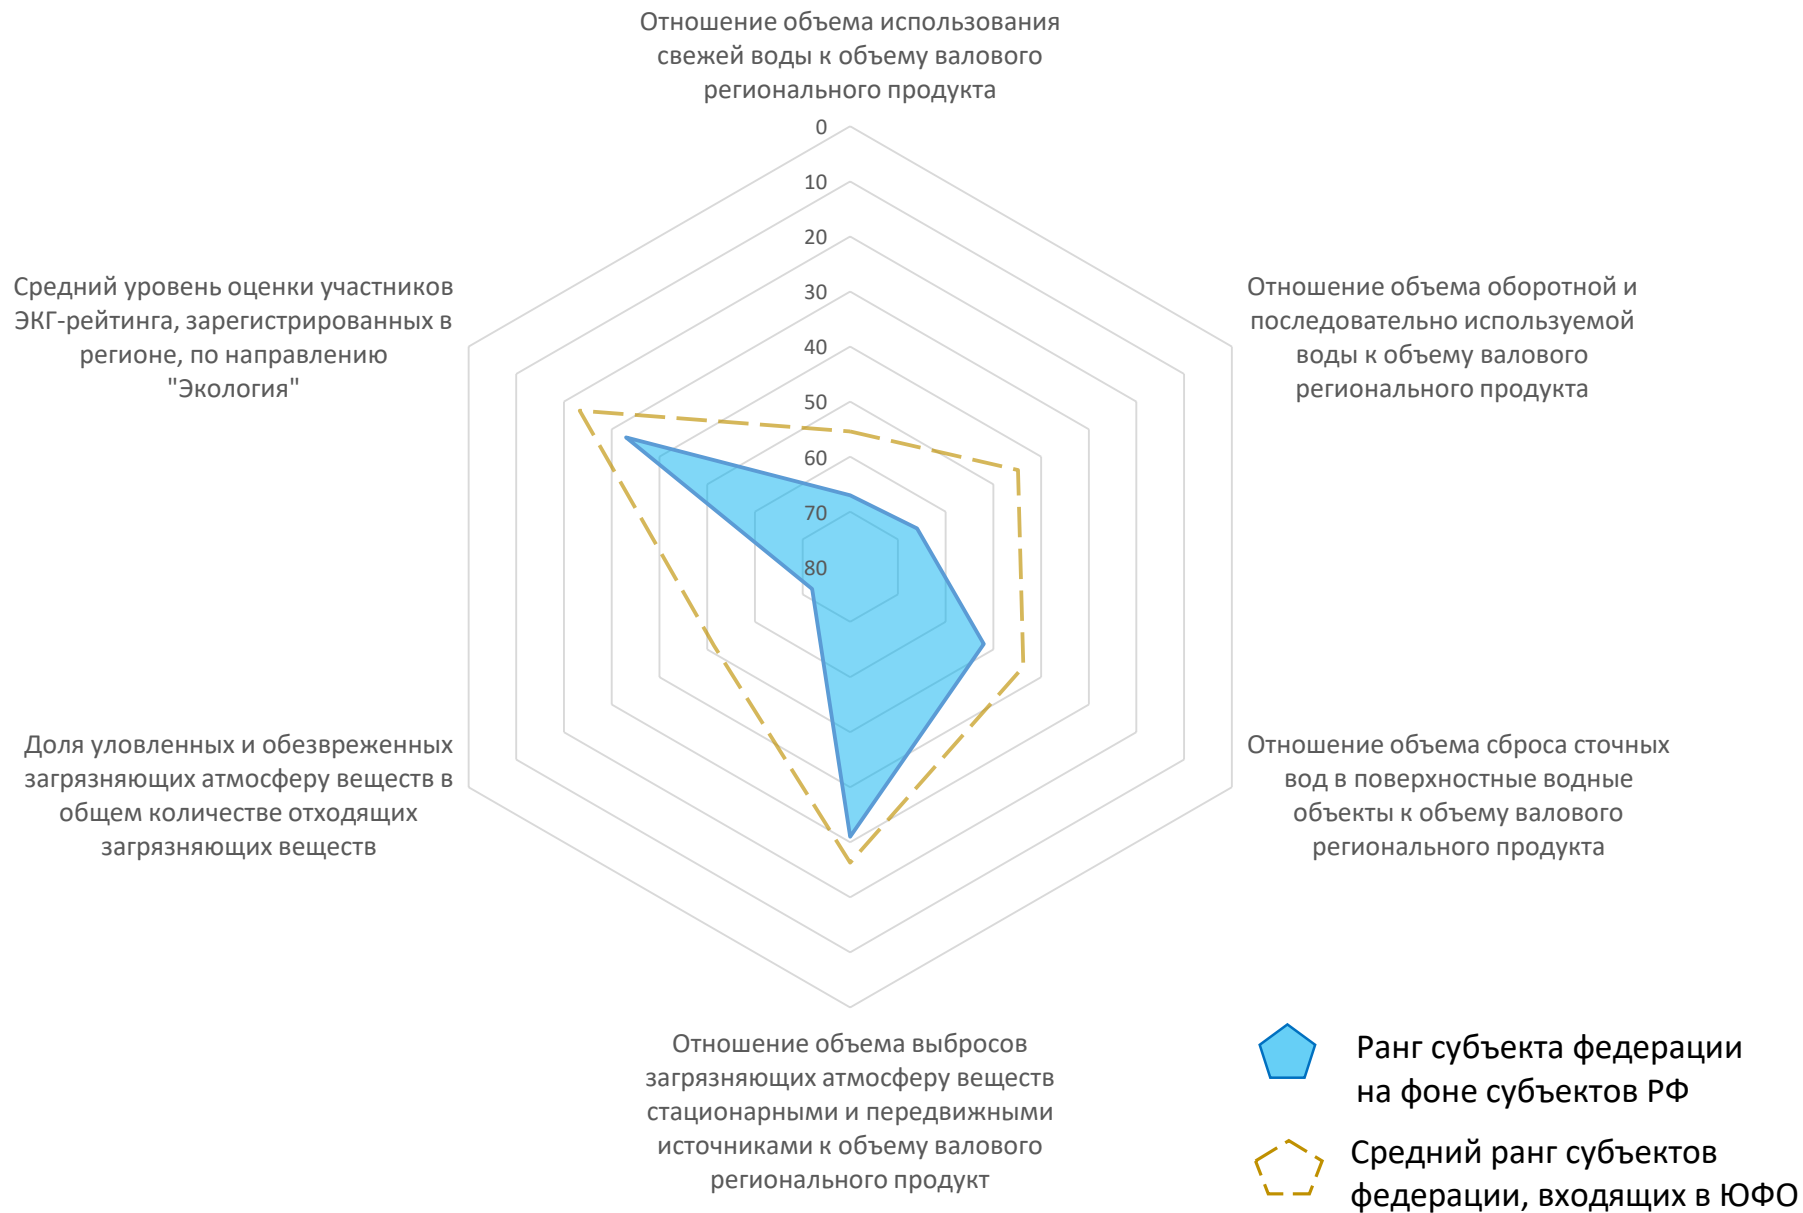 Отношение объема использования
свежей воды к объему валового
регионального продукта
0
10
20
30
40
50
60
70
80
Средний уровень оценки участников
ЭКГ-рейтинга, зарегистрированных в
регионе, по направлению
"Экология"
Отношение объема оборотной и
последовательно используемой
воды к объему валового
регионального продукта
Доля уловленных и обезвреженных
загрязняющих атмосферу веществ в
общем количестве отходящих
загрязняющих веществ
Отношение объема сброса сточных
вод в поверхностные водные
объекты к объему валового
регионального продукта
Отношение объема выбросов
загрязняющих атмосферу веществ
стационарными и передвижными
источниками к объему валового
регионального продукт
Ранг субъекта федерации
на фоне субъектов РФ
Средний ранг субъектов
федерации, входящих в ЮФО